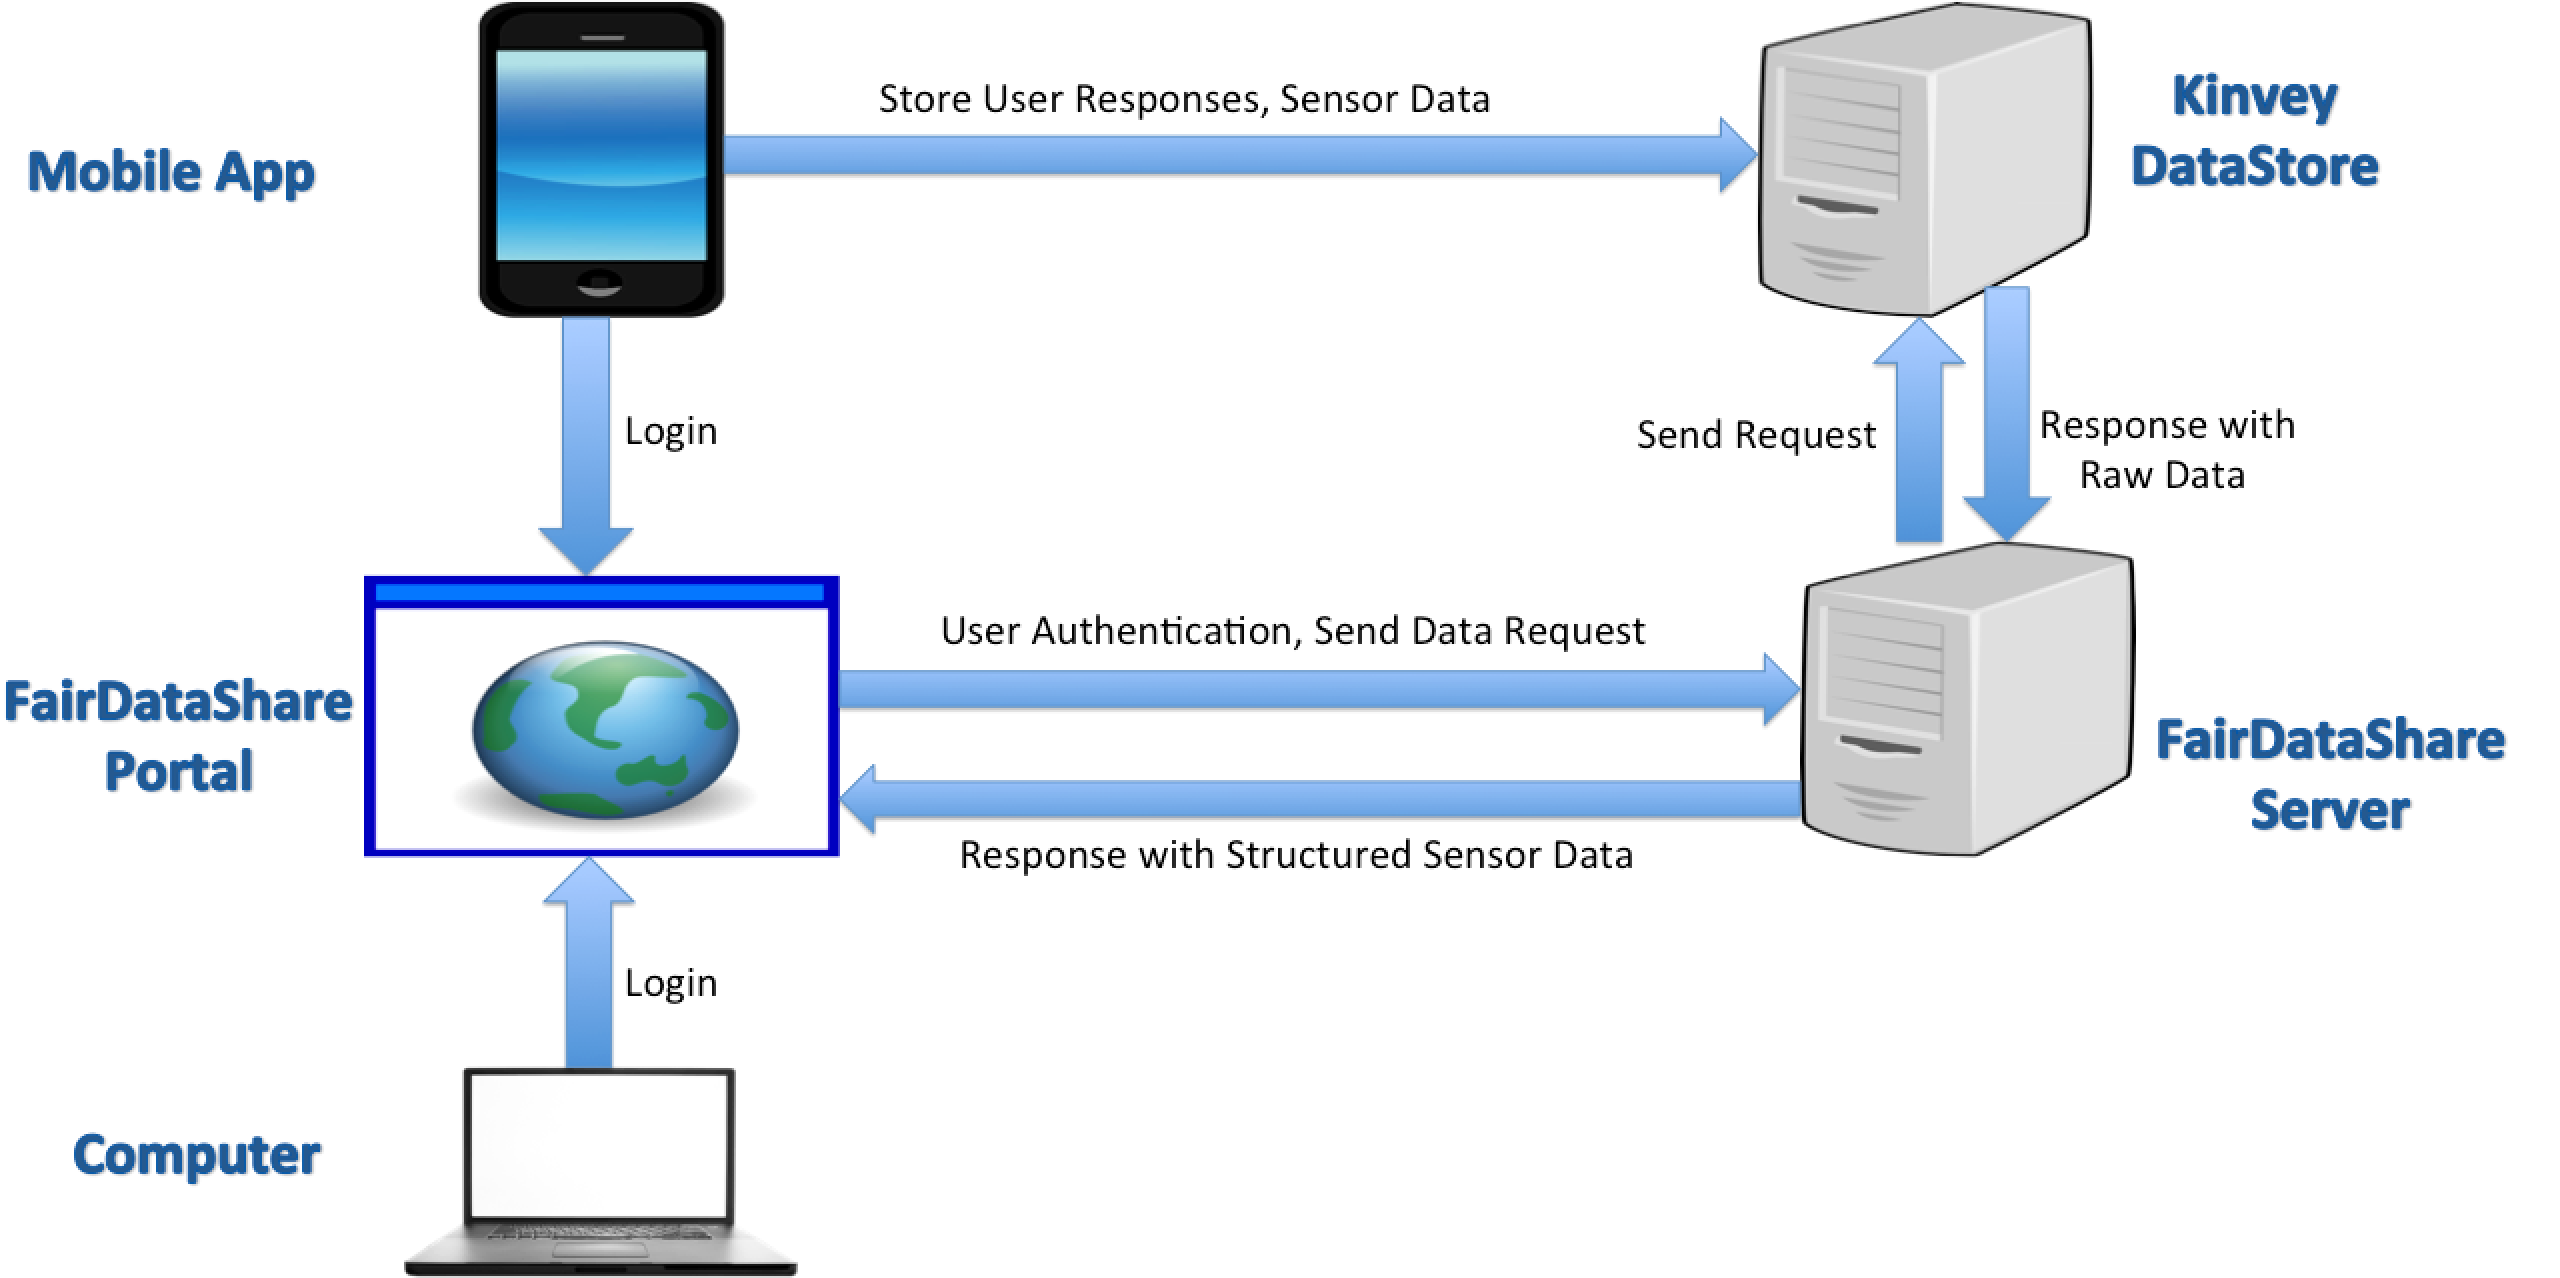 Store User Responses, Sensor Data
Kinvey
DataStore
Mobile App
Login
Send Request
Response with
Raw Data
User Authentication, Send Data Request
FairDataShare
Portal
FairDataShare
Server
Response with Structured Sensor Data
Login
Computer